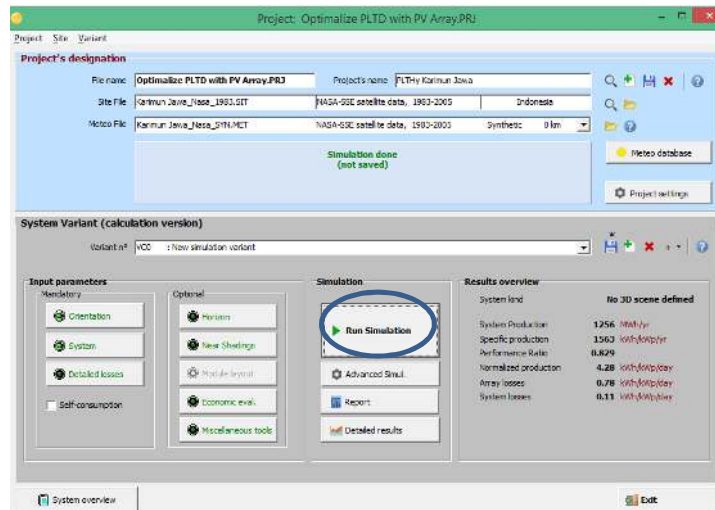 Project: Optimalize PLTD with PV Array.PRJ
Project Site Variant
Project's designation
File name Optimalize PLTD with PV Array.PRJ Project's name PLTHy Karimun Jawa
Site File Karimun Jawa_Nasa_1983.SIT NASA-SSE satellite data, 1983-2005 Indonesia
Meteo File Karimun Jawa_Nasa_SYN.MET NASA-SSE satellite data, 1983-2005 Synthetic 0 km
Simulation done
(not saved)
Meteo database
Project settings
System Variant (calculation version)
Variant n° VC0 : New simulation variant
Input parameters
Mandatory
Orientation
System
Detailed losses
Self-consumption
Optional
Horizon
Near Shadings
Module layout
Economic eval.
Miscellaneous tools
Simulation
Run Simulation
Advanced Simul.
Report
Detailed results
Results overview
System kind No 3D scene defined
System Production 1256 MWh/yr
Specific production 1563 kWh/kWp/yr
Performance Ratio 0.829
Normalized production 4.28 kWh/kWp/day
Array losses 0.78 kWh/kWp/day
System losses 0.11 kWh/kWp/day
System overview
Exit